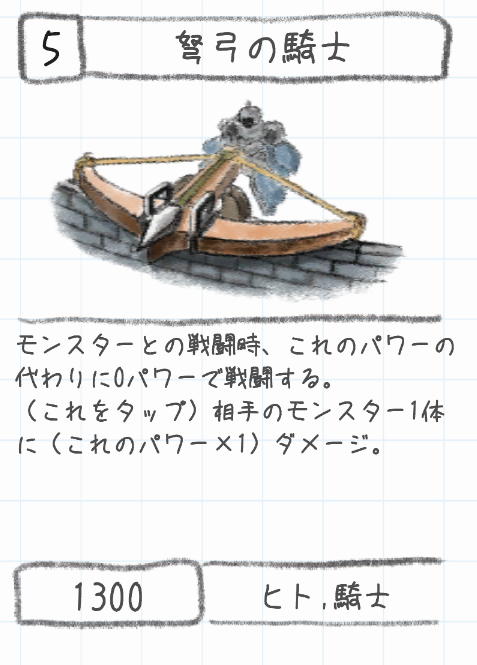 5
弩弓の騎士
モンスターとの戦闘時、これのパワーの
代わりに0パワーで戦闘する。
（これをタップ）相手のモンスター1体
に（これのパワー×1）ダメージ。
1300
ヒト,騎士